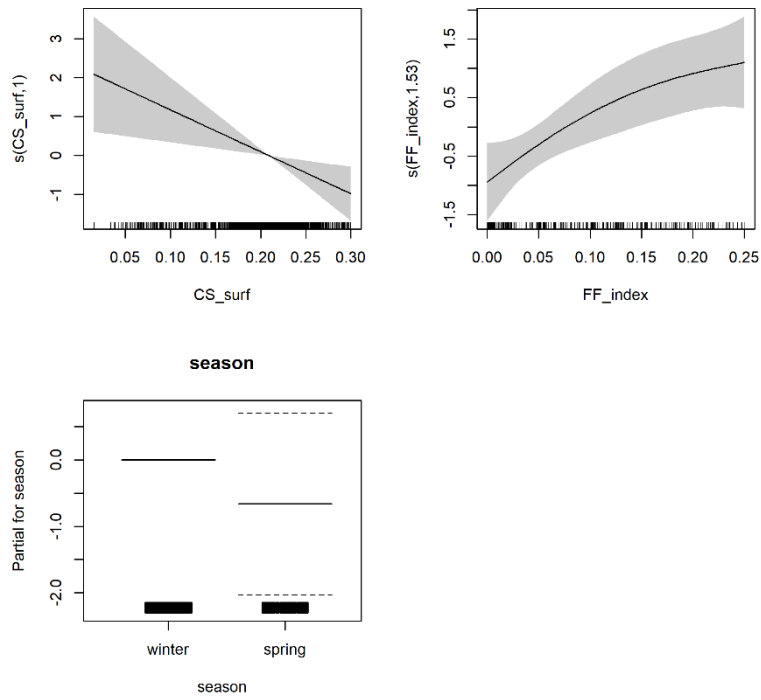 s(CS_surf,1)
3
2
1
0
-1
0.05 0.10 0.15 0.20 0.25 0.30
CS_surf
s(FF_index,1.53)
1.5
0.5
-0.5
-1.5
0.00 0.05 0.10 0.15 0.20 0.25
FF_index
season
Partial for season
0.0
-1.0
-2.0
winter spring
season